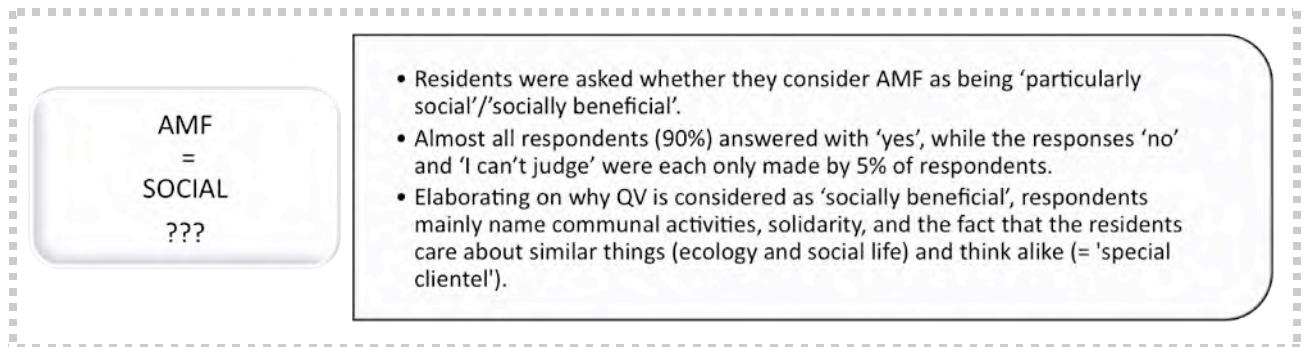 AMF
=
SOCIAL
???
• Residents were asked whether they consider AMF as being ‘particularly
social’/’socially beneficial’.
• Almost all respondents (90%) answered with ‘yes’, while the responses ‘no’
and ‘I can’t judge’ were each only made by 5% of respondents.
• Elaborating on why QV is considered as ‘socially beneficial’, respondents
mainly name communal activities, solidarity, and the fact that the residents
care about similar things (ecology and social life) and think alike (= 'special
clientel').